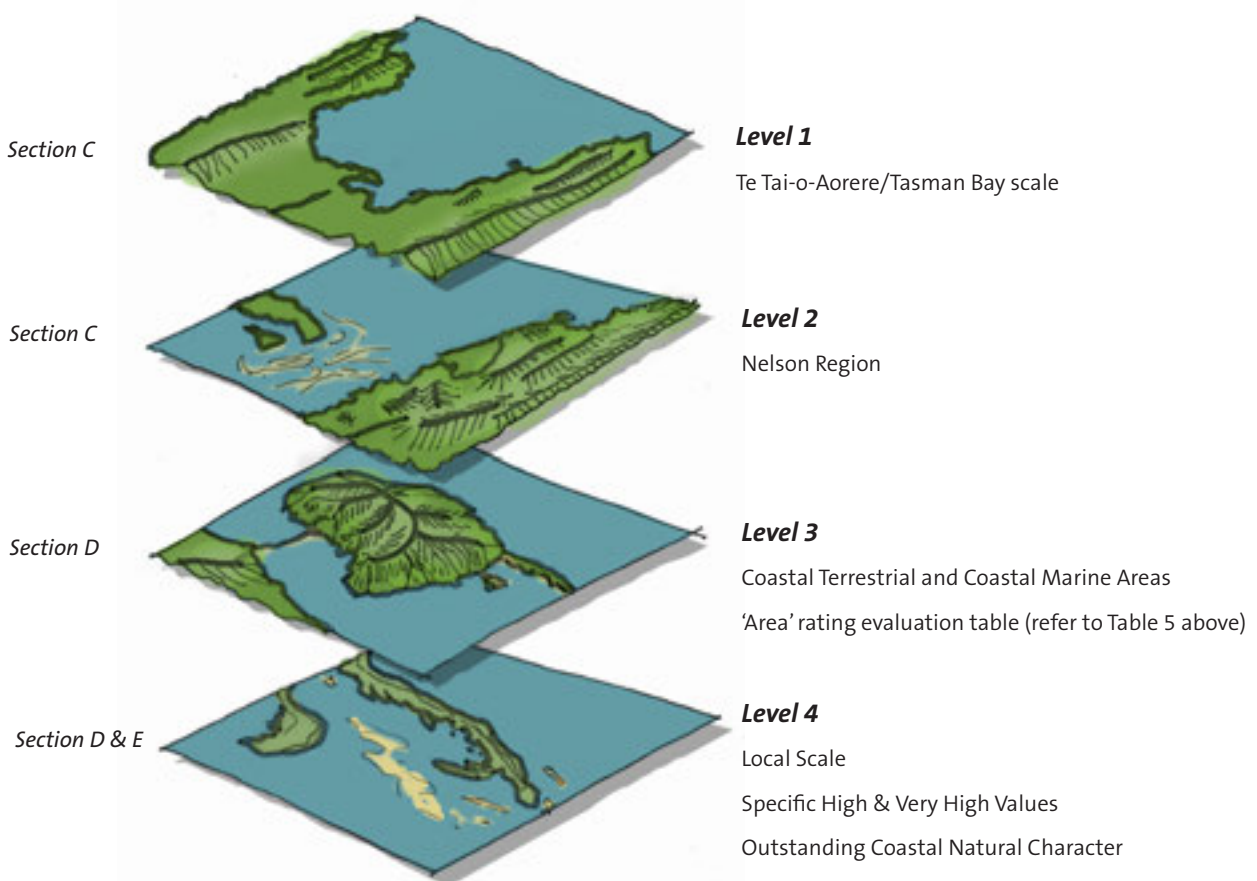 Section C
Level 1
Te Tai-o-Aorere/Tasman Bay scale
Section C
Level 2
Nelson Region
Section D
Level 3
Coastal Terrestrial and Coastal Marine Areas
‘Area’ rating evaluation table (refer to Table 5 above)
Section D & E
Level 4
Local Scale
Specific High & Very High Values
Outstanding Coastal Natural Character